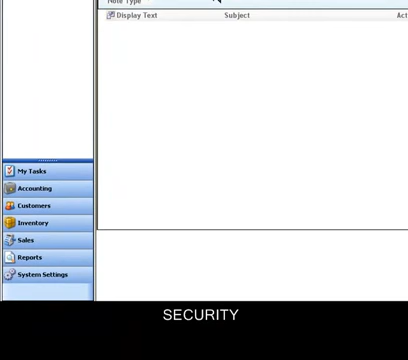 Note Type
Display Text Subject Act
My Tasks
Accounting
Customers
Inventory
Sales
Reports
System Settings
SECURITY